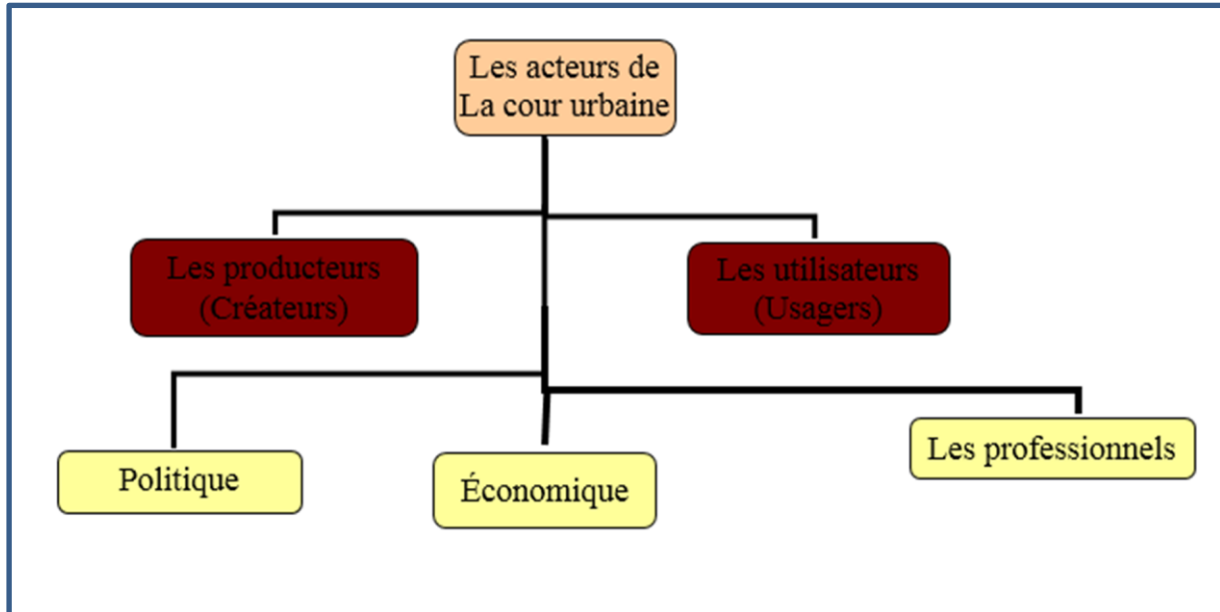 Les acteurs de
La cour urbaine
Les producteurs
(Créateurs)
Les utilisateurs
(Usagers)
Politique
Économique
Les professionnels